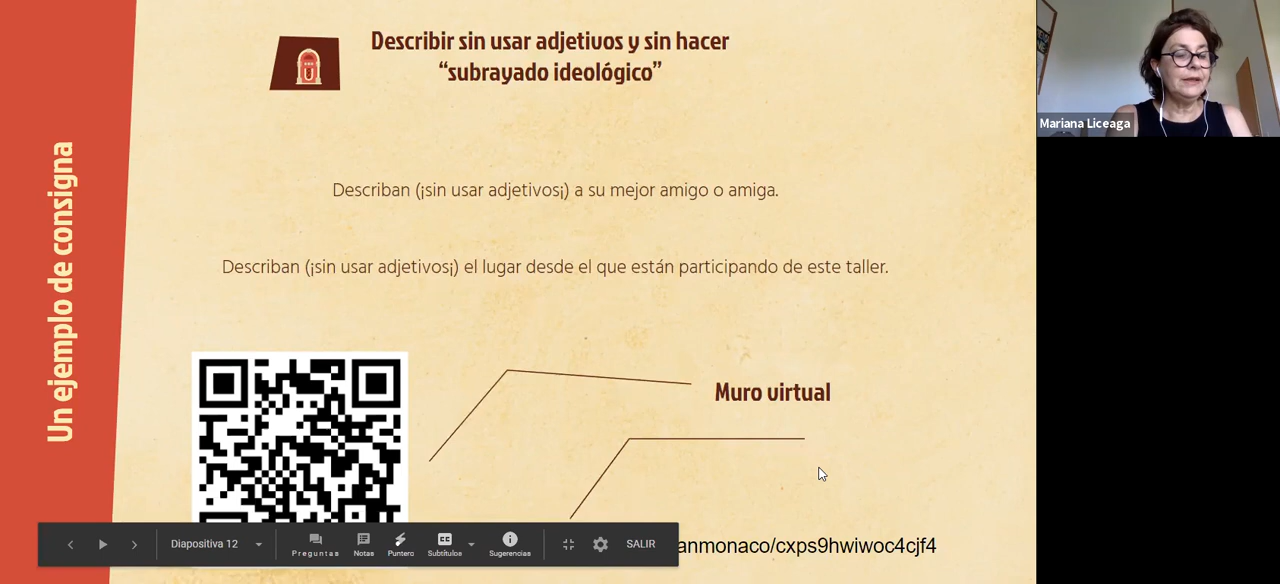 Describir sin usar adjetivos y sin hacer
“subrayado ideológico”
Mariana Liceaga
Un ejemplo de consigna
Describan (¡sin usar adjetivos¡) a su mejor amigo o amiga.
Describan (¡sin usar adjetivos¡) el lugar desde el que están participando de este taller.
Muro virtual
anmonaco/cxps9hwiwoc4cjf4
Diapositiva 12
Preguntas
Notas
Puntero
Subtítulos
Sugerencias
SALIR